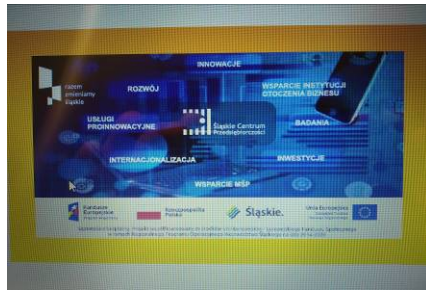 INNOWACJE
razem
zmieniamy
śląskie
ROZWÓJ
WSPARCIE INSTYTUCJI
OTOCZENIA BIZNESU
USŁUGI
PROINNOWACYJNE
Śląskie Centrum
Przedsiębiorczości
BADANIA
INTERNACJONALIZACJA
INWESTYCJE
WSPARCIE MŚP
Fundusze
Europejskie
Rzeczpospolita
Polska
Śląskie.
Unia Europejska